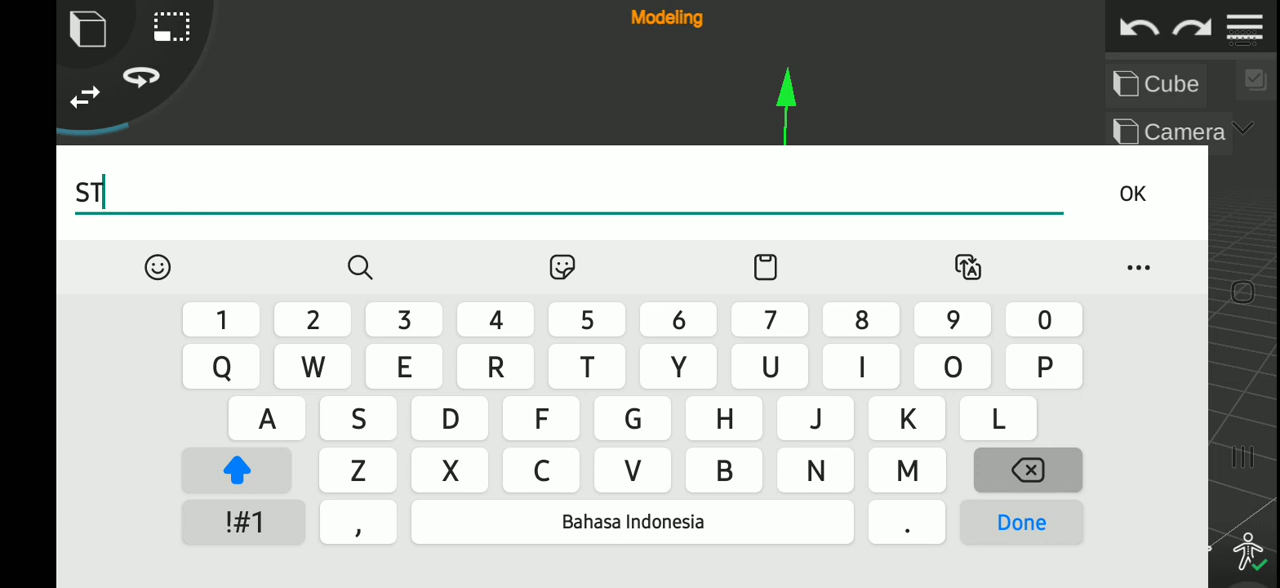 Modeling
Cube
Camera
ST
OK
1 2 3 4 5 6 7 8 9 0
Q W E R T Y U I O P
A S D F G H J K L
Z X C V B N M
!#1 , Bahasa Indonesia . Done